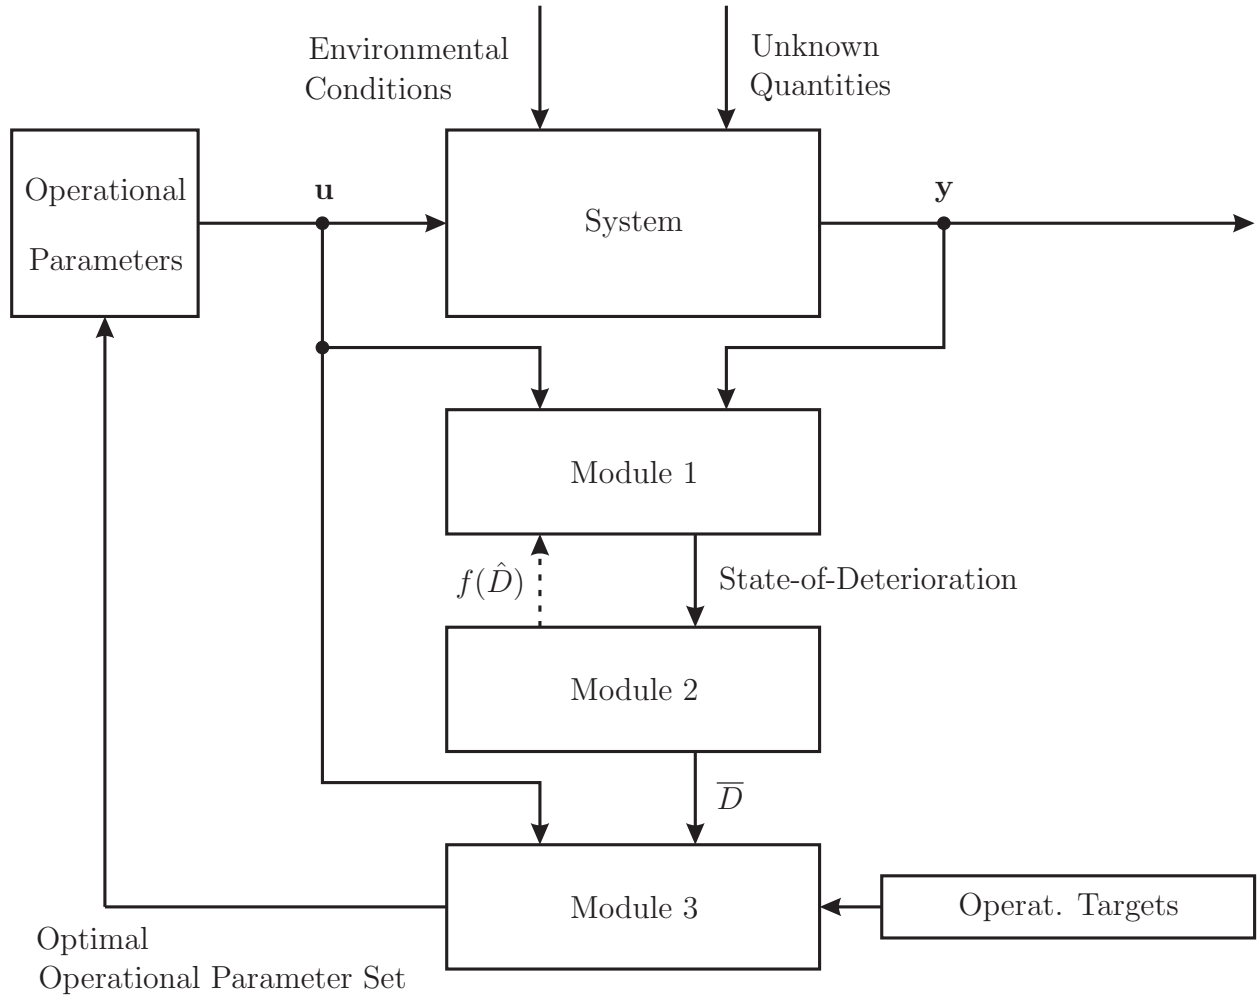 Environmental
Conditions
Unknown
Quantities
Operational
Parameters
u
System
y
Module 1
f(D̂)
State-of-Deterioration
Module 2
D̅
Module 3
Operat. Targets
Optimal
Operational Parameter Set